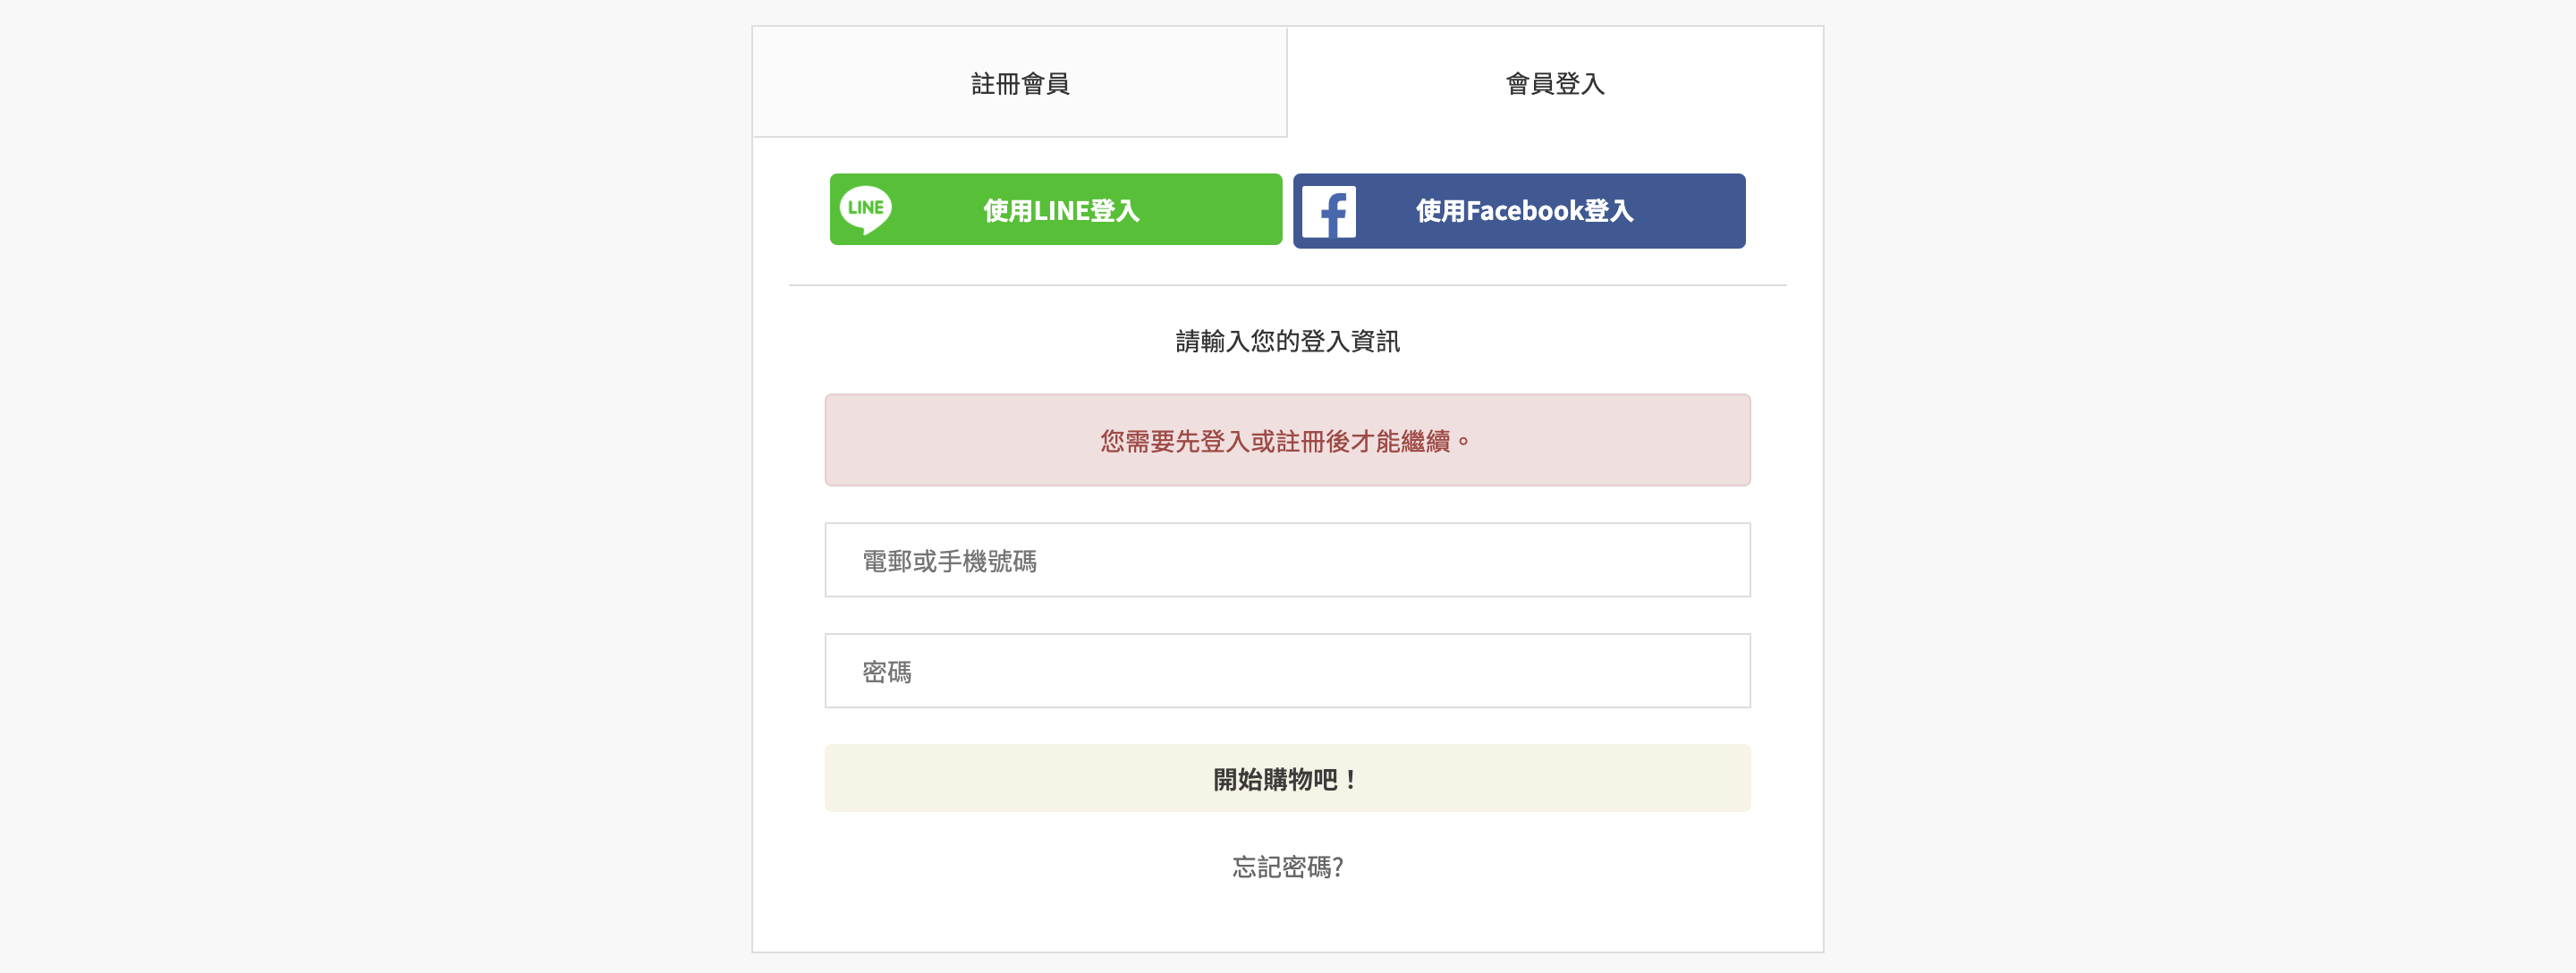 註冊會員
會員登入
LINE
使用LINE登入
使用Facebook登入
請輸入您的登入資訊
您需要先登入或註冊後才能繼續。
電郵或手機號碼
密碼
開始購物吧！
忘記密碼?